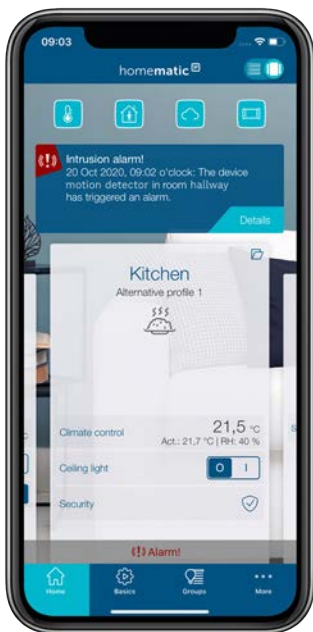 09:03
homematic IP
Intrusion alarm!
20 Oct 2020, 09:02 o'clock: The device
motion detector in room hallway
has triggered an alarm.
Details
Kitchen
Alternative profile 1
Climate control
21,5 °C
Act.: 21,7 °C | RH: 40 %
Ceiling light
O I
Security
Alarm!
Home
Basics
Groups
More